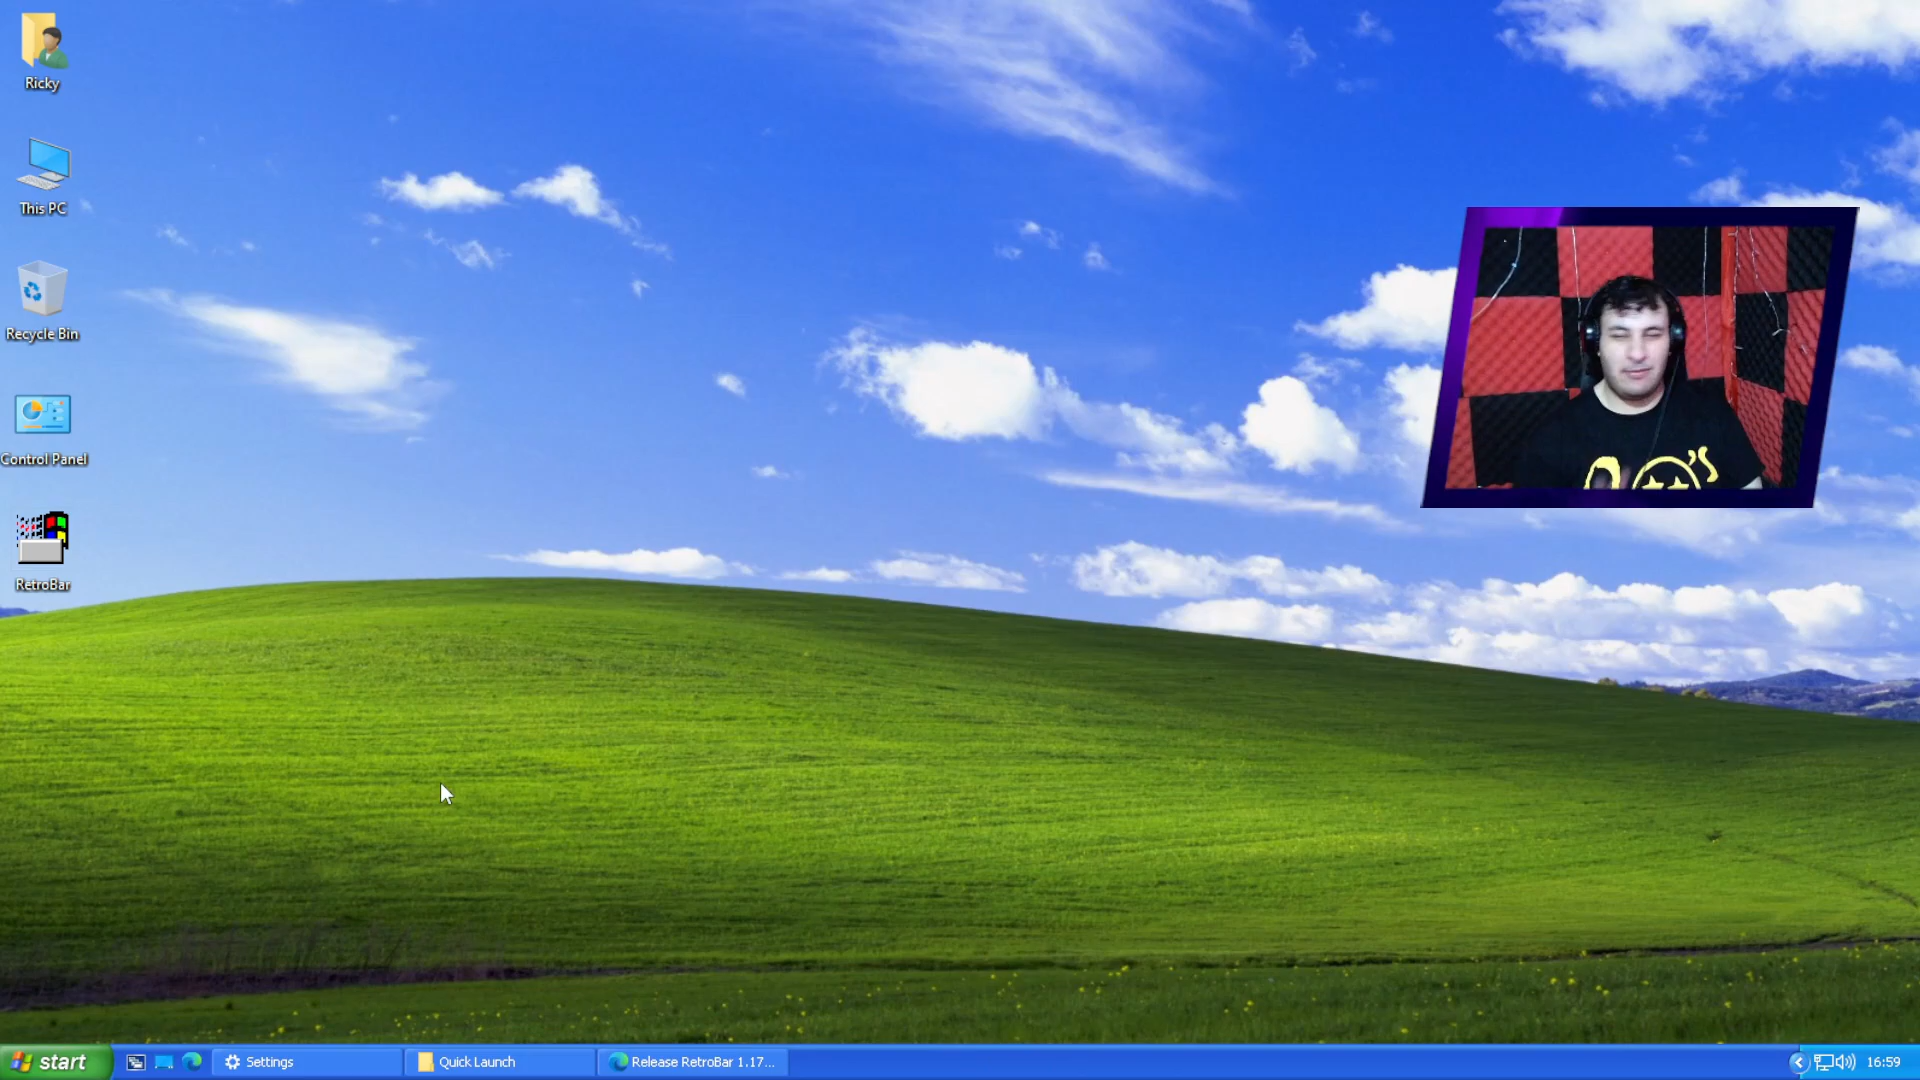 Ricky
This PC
Recycle Bin
Control Panel
RetroBar
start
Settings
Quick Launch
Release RetroBar 1.17...
16:59